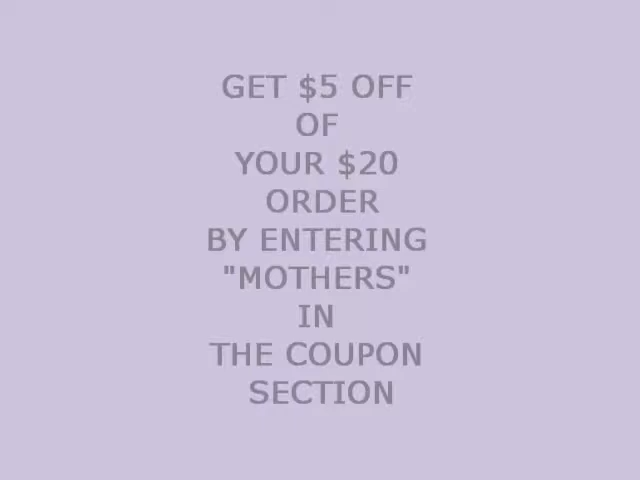 GET $5 OFF
OF
YOUR $20
ORDER
BY ENTERING
"MOTHERS"
IN
THE COUPON
SECTION